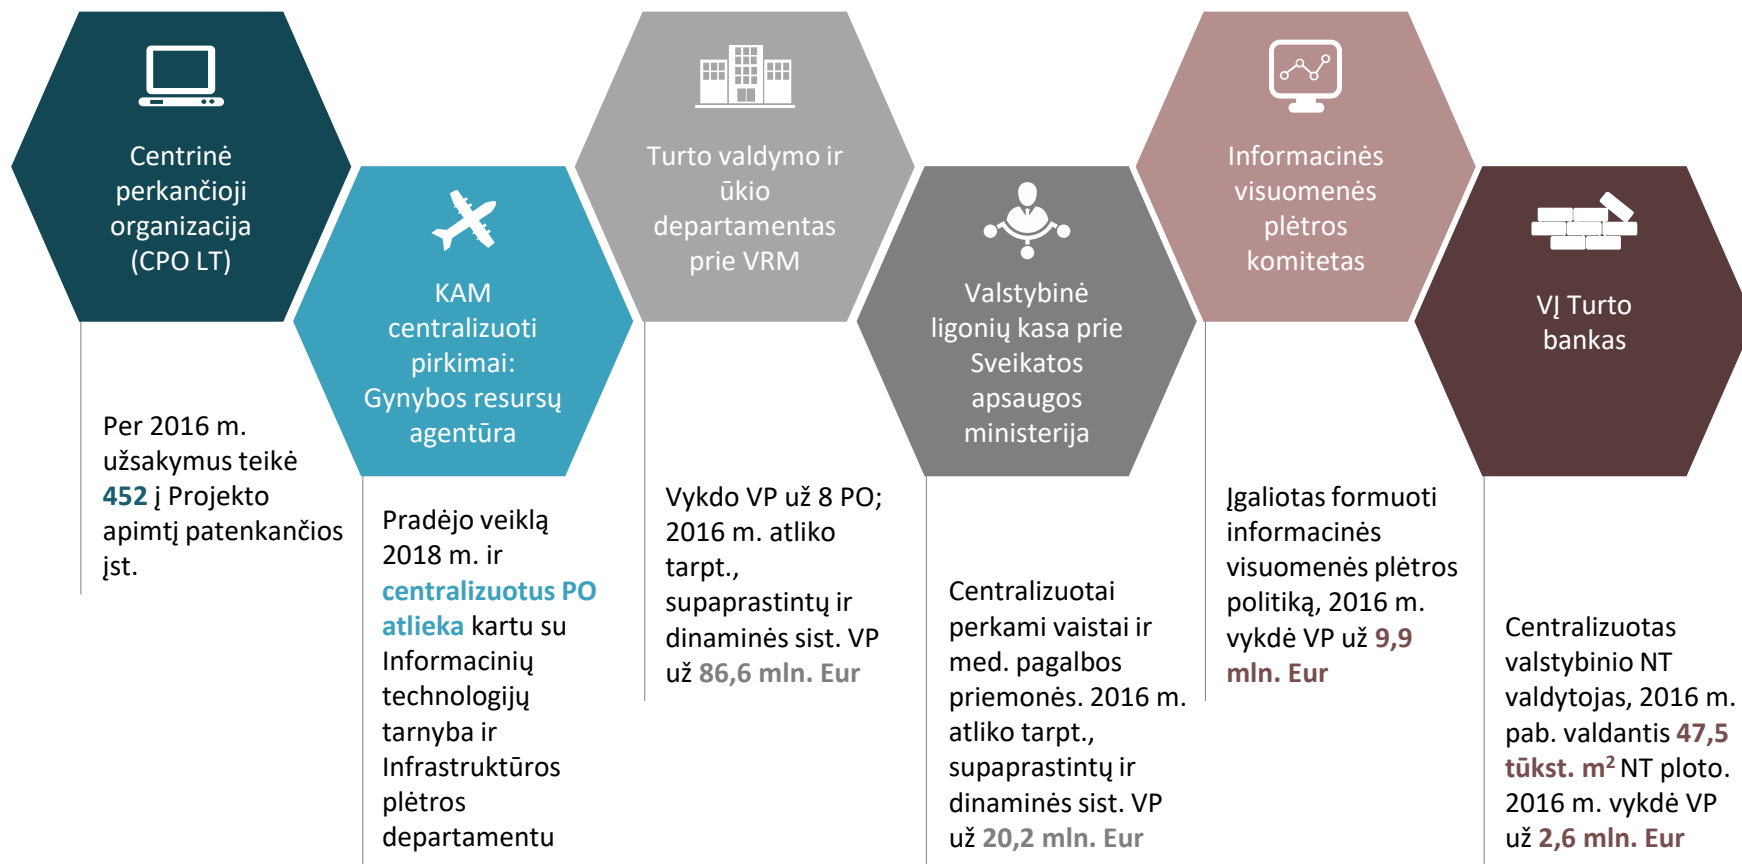 Centrinė
perkančioji
organizacija
(CPO LT)
Per 2016 m.
užsakymus teikė
452 į Projekto
apimtį patenkančios
įst.
KAM
centralizuoti
pirkimai:
Gynybos resursų
agentūra
Pradėjo veiklą
2018 m. ir
centralizuotus PO
atlieka kartu su
Informacinių
technologijų
tarnyba ir
Infrastruktūros
plėtros
departamentu
Turto valdymo ir
ūkio
departamentas
prie VRM
Vykdo VP už 8 PO;
2016 m. atliko
tarpt.,
supaprastintų ir
dinaminės sist. VP
už 86,6 mln. Eur
Valstybinė
ligonių kasa prie
Sveikatos
apsaugos
ministerija
Centralizuotai
perkami vaistai ir
med. pagalbos
priemonės. 2016 m.
atliko tarpt.,
supaprastintų ir
dinaminės sist. VP
už 20,2 mln. Eur
Informacinės
visuomenės
plėtros
komitetas
Įgaliotas formuoti
informacinės
visuomenės plėtros
politiką, 2016 m.
vykdė VP už 9,9
mln. Eur
VĮ Turto
bankas
Centralizuotas
valstybinio NT
valdytojas, 2016 m.
pab. valdantis 47,5
tūkst. m² NT ploto.
2016 m. vykdė VP
už 2,6 mln. Eur